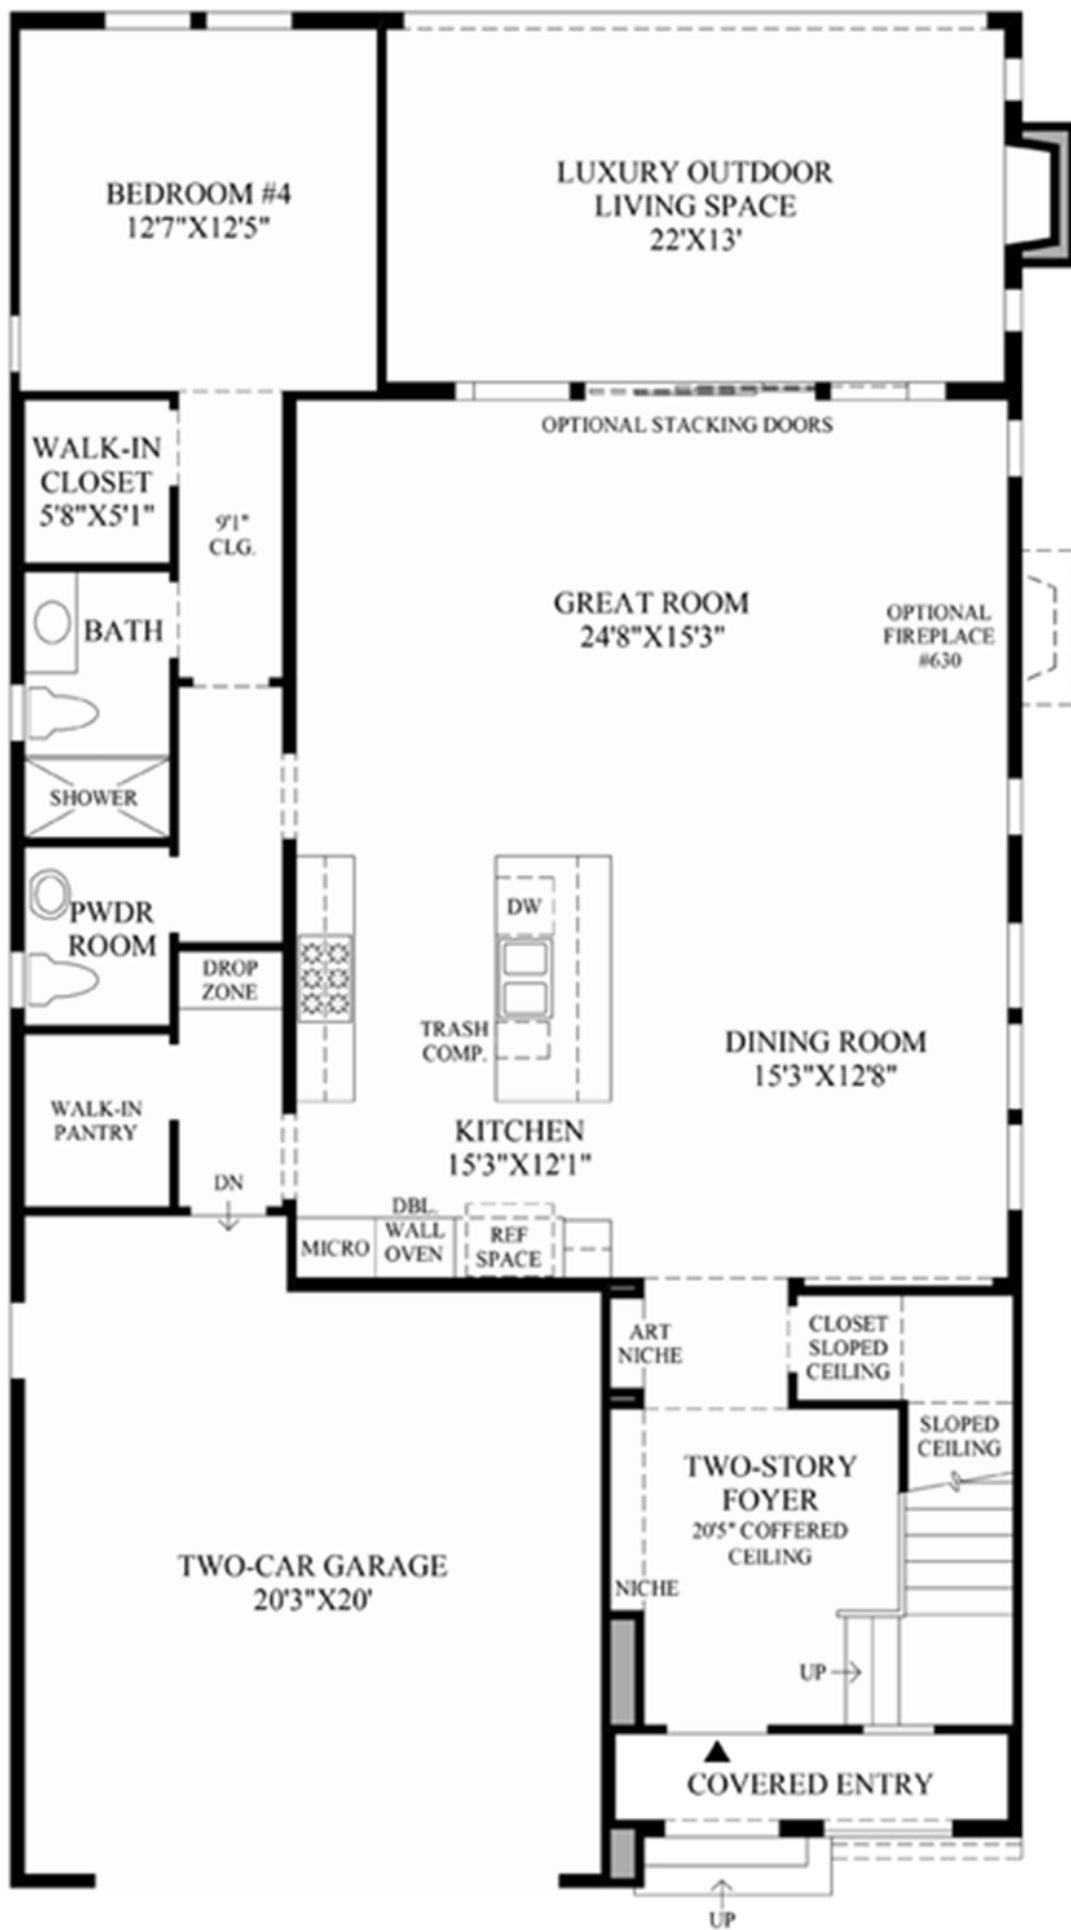 BEDROOM #4
12'7"X12'5"
LUXURY OUTDOOR
LIVING SPACE
22'X13'
OPTIONAL STACKING DOORS
WALK-IN
CLOSET
5'8"X5'1"
9'1"
CLG.
GREAT ROOM
24'8"X15'3"
OPTIONAL
FIREPLACE
#630
BATH
SHOWER
PWDR
ROOM
DROP
ZONE
DW
TRASH
COMP.
DINING ROOM
15'3"X12'8"
WALK-IN
PANTRY
KITCHEN
15'3"X12'1"
DN
DBL.
WALL
OVEN
MICRO
REF
SPACE
ART
NICHE
CLOSET
SLOPED
CEILING
SLOPED
CEILING
TWO-STORY
FOYER
20'5" COFFERED
CEILING
NICHE
TWO-CAR GARAGE
20'3"X20'
UP
COVERED ENTRY
UP